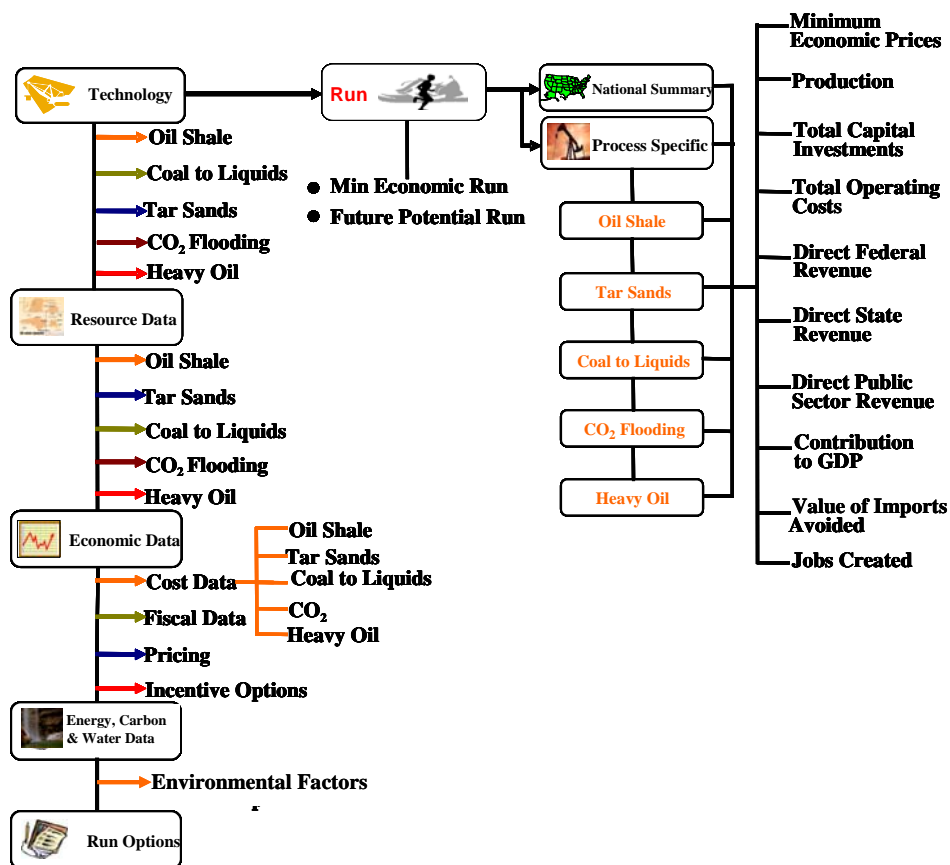 Technology
Oil Shale
Coal to Liquids
Tar Sands
CO₂ Flooding
Heavy Oil
Resource Data
Oil Shale
Tar Sands
Coal to Liquids
CO₂ Flooding
Heavy Oil
Economic Data
Cost Data
Oil Shale
Tar Sands
Coal to Liquids
CO₂
Heavy Oil
Fiscal Data
Pricing
Incentive Options
Energy, Carbon
& Water Data
Environmental Factors
Run Options
Run
• Min Economic Run
• Future Potential Run
National Summary
Process Specific
Oil Shale
Tar Sands
Coal to Liquids
CO₂ Flooding
Heavy Oil
Minimum
Economic Prices
Production
Total Capital
Investments
Total Operating
Costs
Direct Federal
Revenue
Direct State
Revenue
Direct Public
Sector Revenue
Contribution
to GDP
Value of Imports
Avoided
Jobs Created